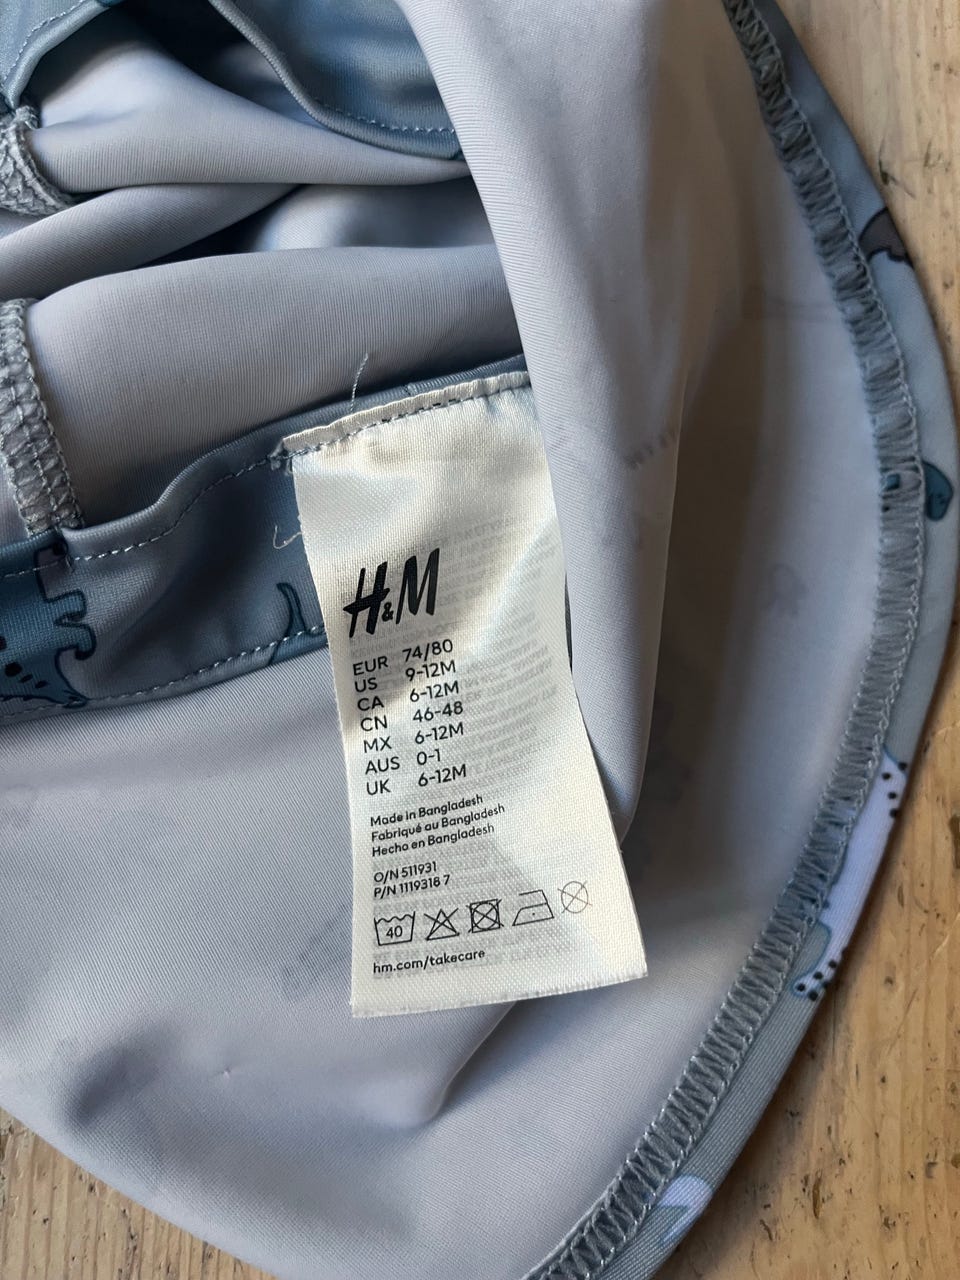 H&M
EUR 74/80
US 9-12M
CA 6-12M
CN 46-48
MX 6-12M
AUS 0-1
UK 6-12M
Made in Bangladesh
Fabriqué au Bangladesh
Hecho en Bangladesh
O/N 511931
P/N 1119318 7
40
hm.com/takecare